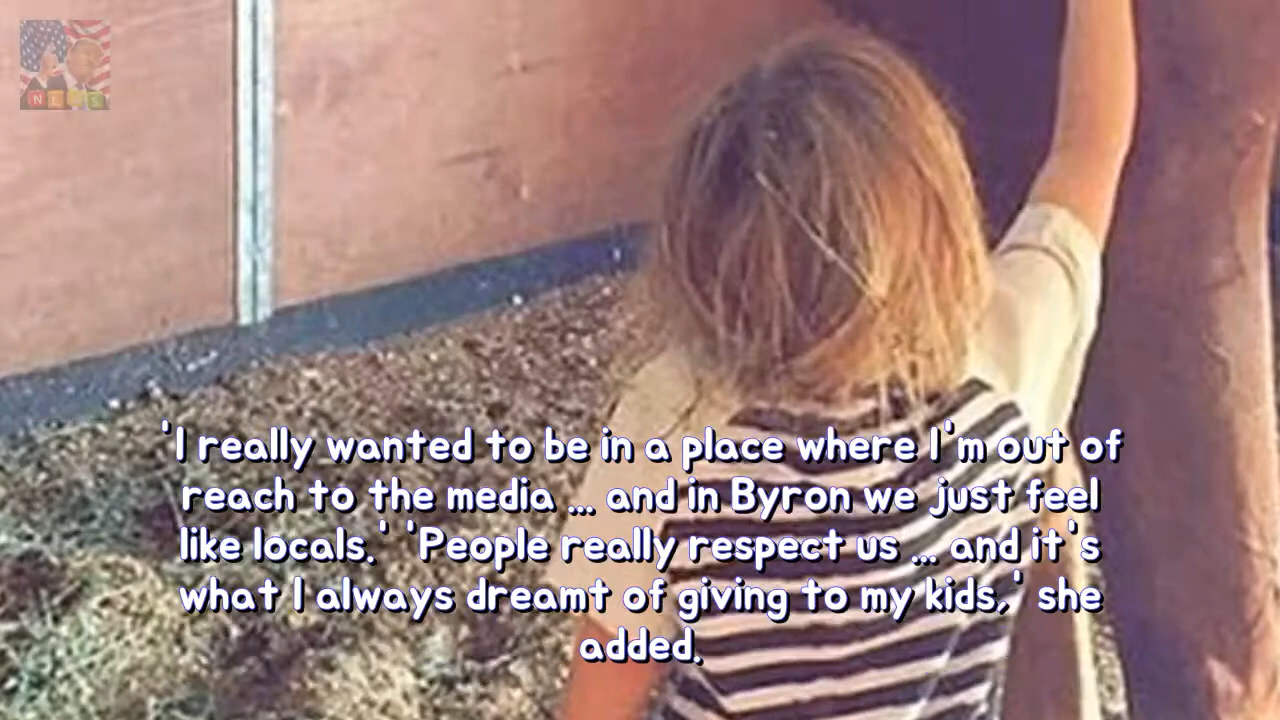 NEWS
'I really wanted to be in a place where I'm out of
reach to the media ... and in Byron we just feel
like locals.' 'People really respect us ... and it's
what I always dreamt of giving to my kids,' she
added.